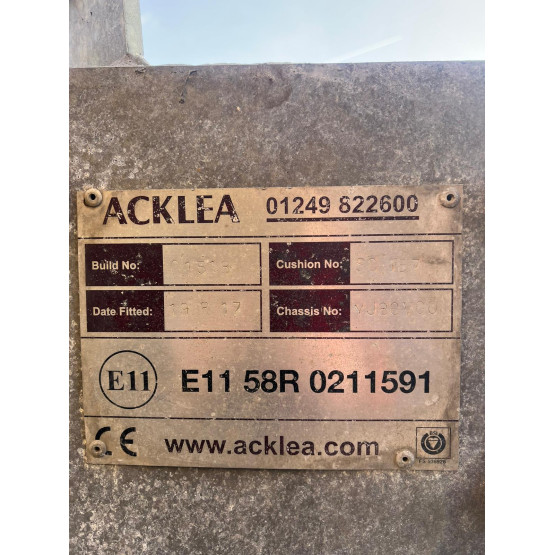 ACKLEA 01249 822600
Build No: Cushion No:
Date Fitted: Chassis No:
E11 E11 58R 0211591
CE www.acklea.com